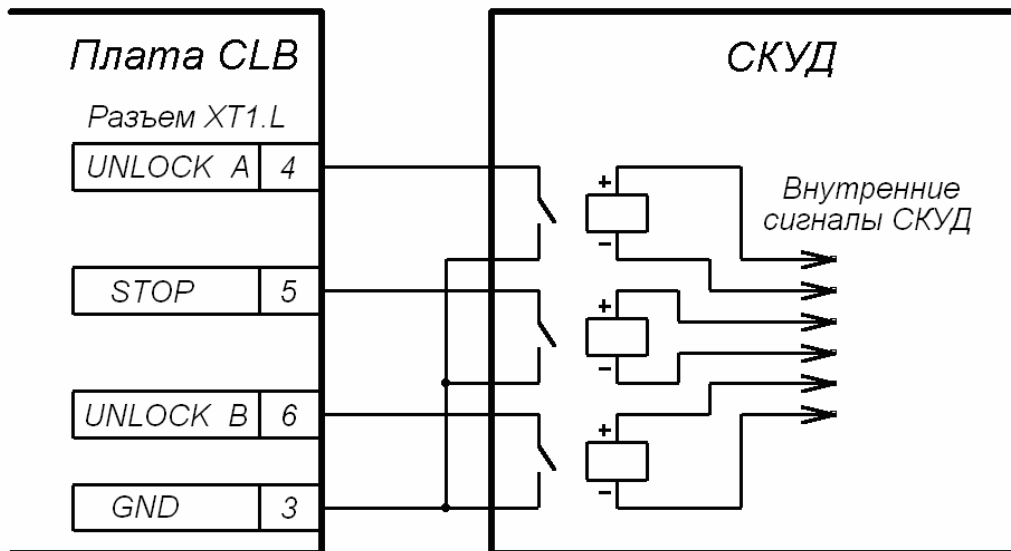 Плата CLB
СКУД
Разъем XT1.L
UNLOCK A 4
STOP 5
UNLOCK B 6
GND 3
+
−
+
−
+
−
Внутренние
сигналы СКУД